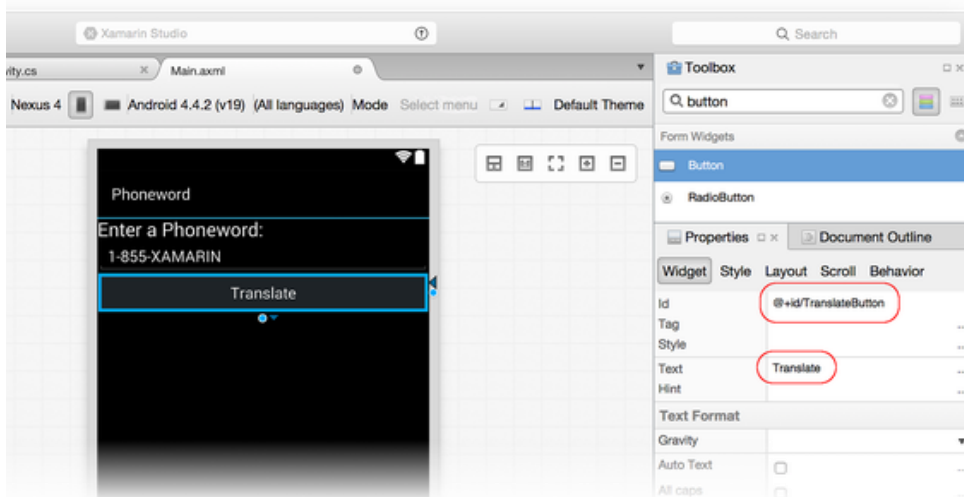 Xamarin Studio
Search
vity.cs
Main.axml
Toolbox
Nexus 4 Android 4.4.2 (v19) (All languages) Mode Select menu Default Theme
button
Form Widgets
Button
RadioButton
Phoneword
Enter a Phoneword:
1-855-XAMARIN
Translate
Properties Document Outline
Widget Style Layout Scroll Behavior
Id @+id/TranslateButton
Tag
Style
Text Translate
Hint
Text Format
Gravity
Auto Text
All caps